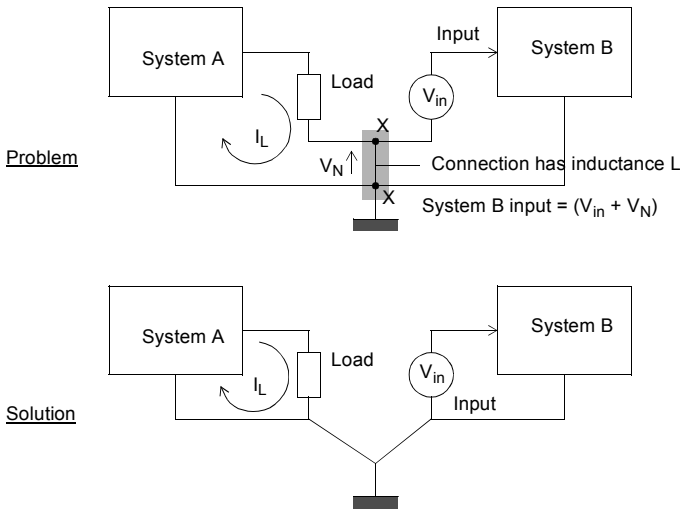 Input
System A
System B
Load
V_in
X
I_L
Problem
V_N
Connection has inductance L
X
System B input = (V_in + V_N)
System A
System B
Load
V_in
I_L
Input
Solution